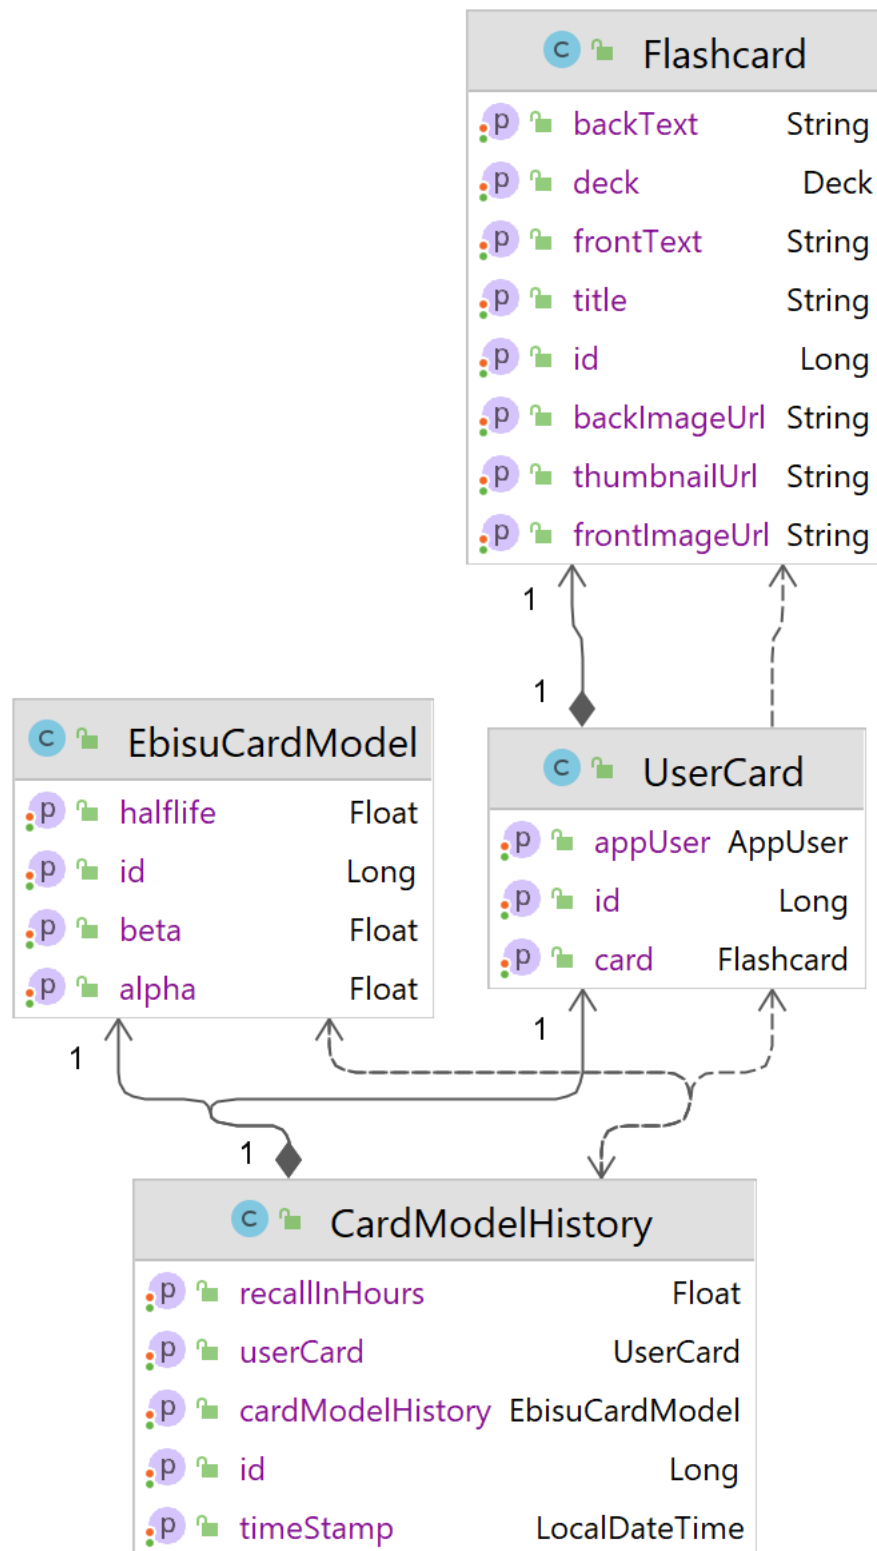 C Flashcard
p backText String
p deck Deck
p frontText String
p title String
p id Long
p backImageUrl String
p thumbnailUrl String
p frontImageUrl String
1
1
C EbisuCardModel
p halflife Float
p id Long
p beta Float
p alpha Float
C UserCard
p appUser AppUser
p id Long
p card Flashcard
1
1
1
C CardModelHistory
p recallInHours Float
p userCard UserCard
p cardModelHistory EbisuCardModel
p id Long
p timeStamp LocalDateTime